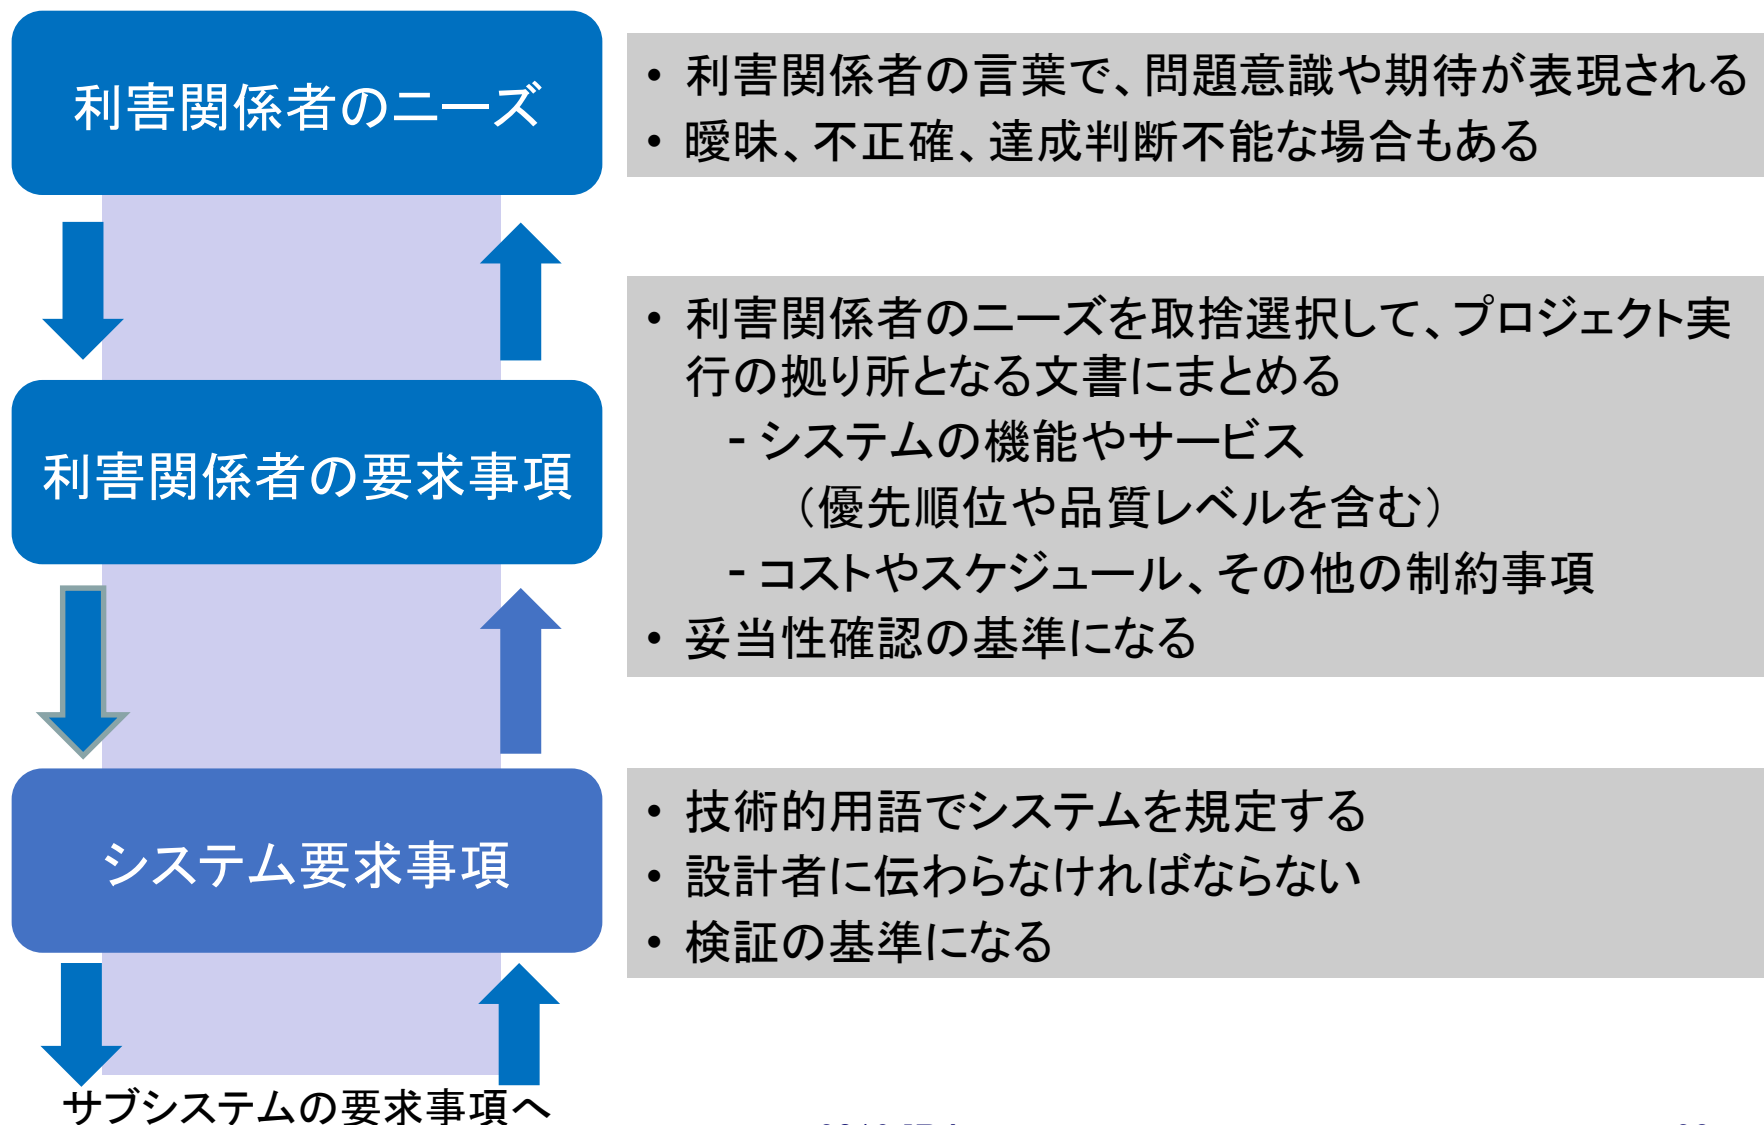 利害関係者のニーズ
・利害関係者の言葉で、問題意識や期待が表現される
・曖昧、不正確、達成判断不能な場合もある
利害関係者の要求事項
・利害関係者のニーズを取捨選択して、プロジェクト実
行の拠り所となる文書にまとめる
- システムの機能やサービス
（優先順位や品質レベルを含む）
- コストやスケジュール、その他の制約事項
・妥当性確認の基準になる
システム要求事項
・技術的用語でシステムを規定する
・設計者に伝わらなければならない
・検証の基準になる
サブシステムの要求事項へ